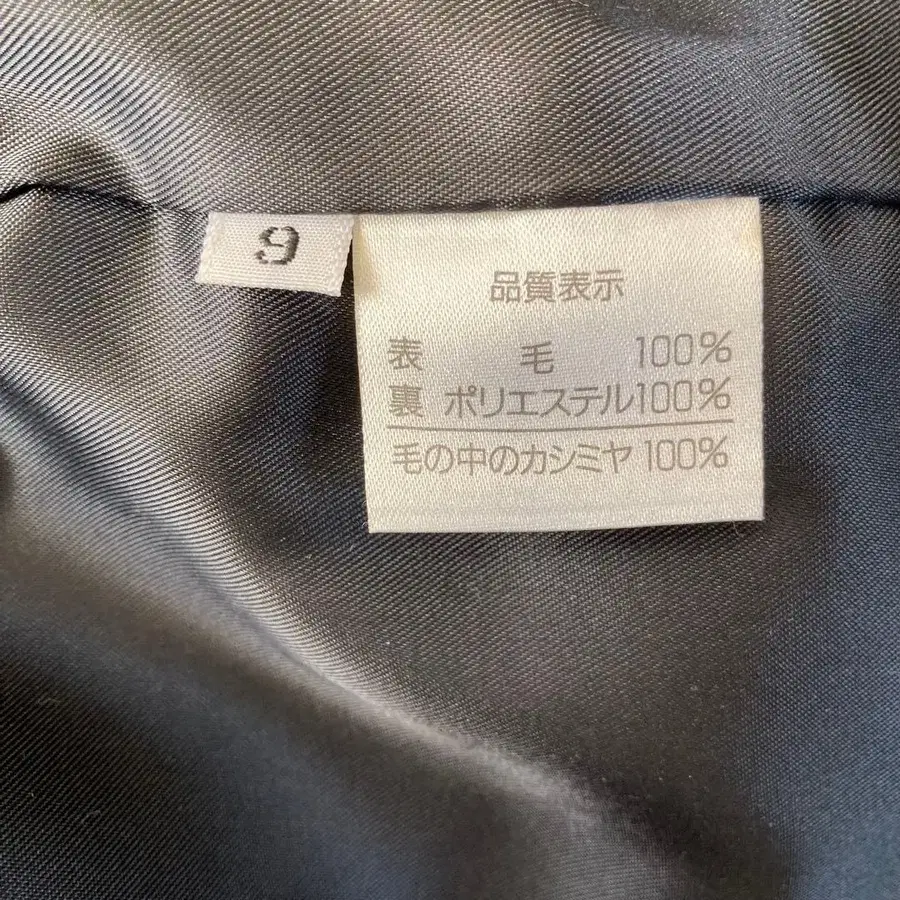 9
品質表示
表 毛 100%
裏 ポリエステル100%
毛の中のカシミヤ 100%